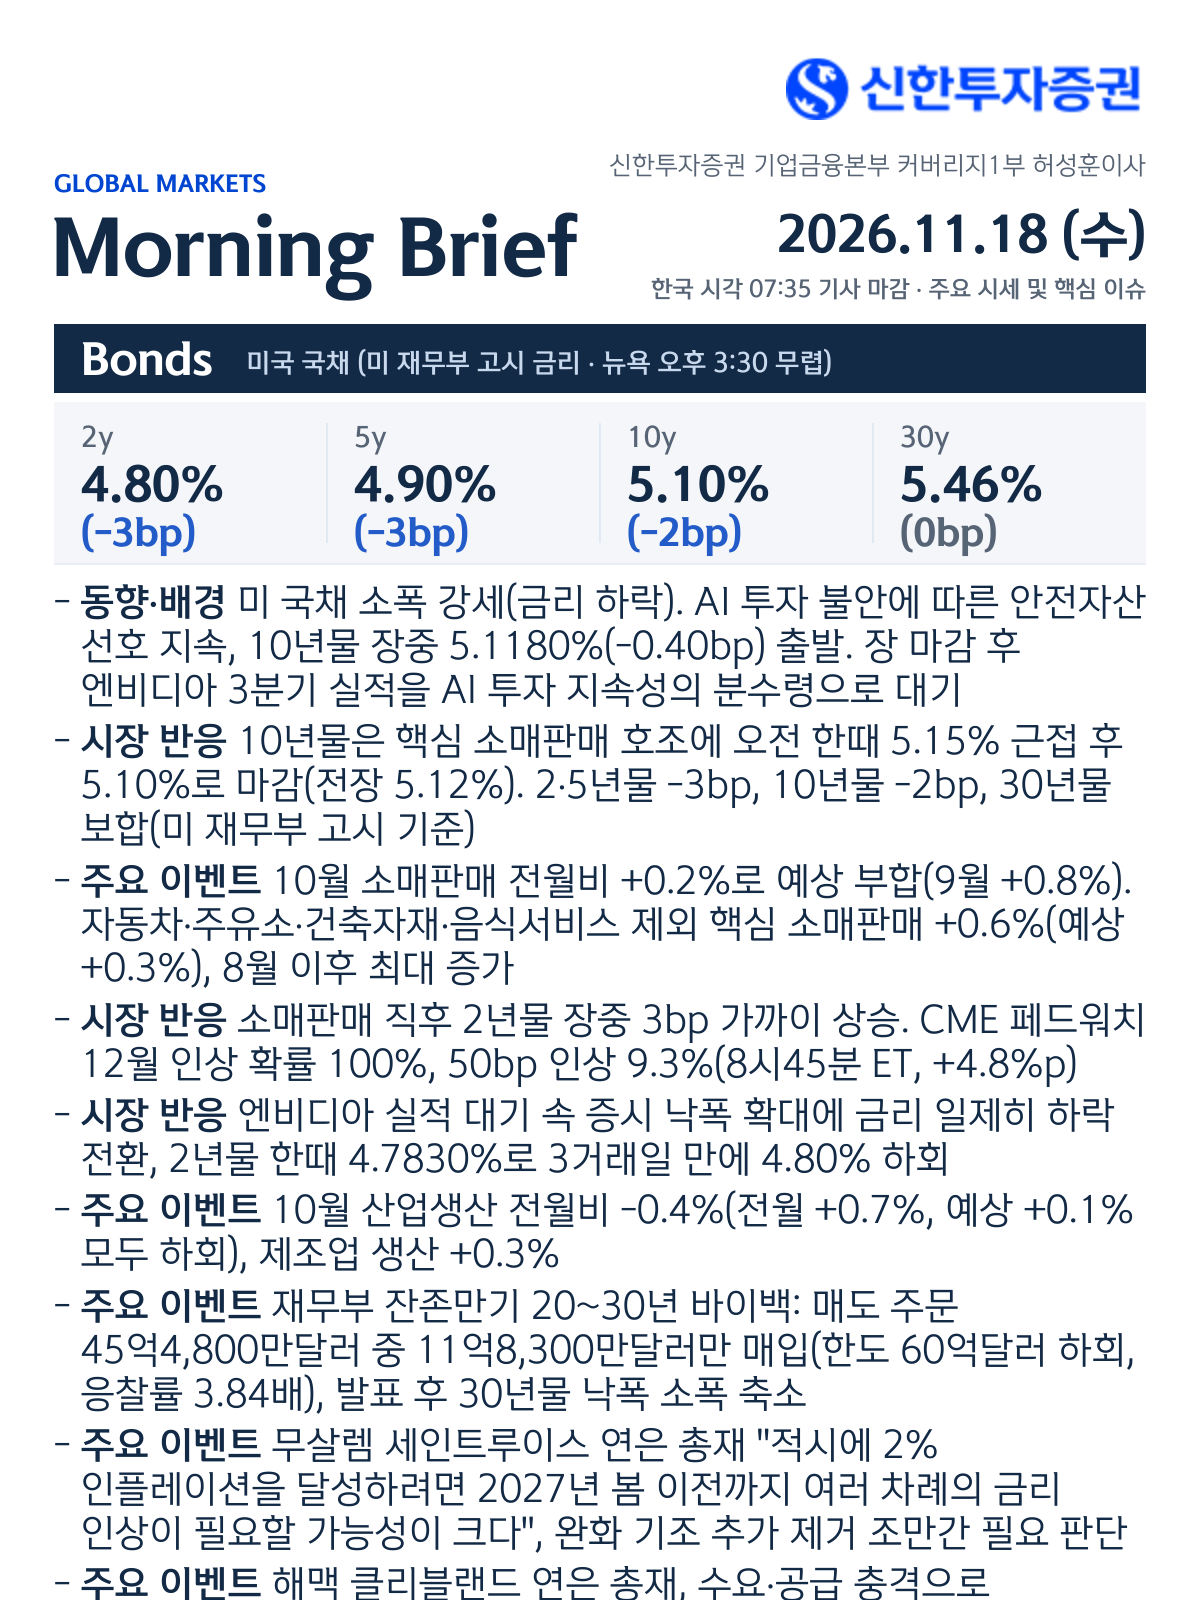 신한투자증권
신한투자증권 기업금융본부 커버리지1부 허성훈이사
GLOBAL MARKETS
Morning Brief
2026.11.18 (수)
한국 시각 07:35 기사 마감 · 주요 시세 및 핵심 이슈
Bonds 미국 국채 (미 재무부 고시 금리 · 뉴욕 오후 3:30 무렵)
2y 5y 10y 30y
4.80% 4.90% 5.10% 5.46%
(-3bp) (-3bp) (-2bp) (0bp)
- 동향·배경 미 국채 소폭 강세(금리 하락). AI 투자 불안에 따른 안전자산
선호 지속, 10년물 장중 5.1180%(-0.40bp) 출발. 장 마감 후
엔비디아 3분기 실적을 AI 투자 지속성의 분수령으로 대기
- 시장 반응 10년물은 핵심 소매판매 호조에 오전 한때 5.15% 근접 후
5.10%로 마감(전장 5.12%). 2·5년물 -3bp, 10년물 -2bp, 30년물
보합(미 재무부 고시 기준)
- 주요 이벤트 10월 소매판매 전월비 +0.2%로 예상 부합(9월 +0.8%).
자동차·주유소·건축자재·음식서비스 제외 핵심 소매판매 +0.6%(예상
+0.3%), 8월 이후 최대 증가
- 시장 반응 소매판매 직후 2년물 장중 3bp 가까이 상승. CME 페드워치
12월 인상 확률 100%, 50bp 인상 9.3%(8시45분 ET, +4.8%p)
- 시장 반응 엔비디아 실적 대기 속 증시 낙폭 확대에 금리 일제히 하락
전환, 2년물 한때 4.7830%로 3거래일 만에 4.80% 하회
- 주요 이벤트 10월 산업생산 전월비 -0.4%(전월 +0.7%, 예상 +0.1%
모두 하회), 제조업 생산 +0.3%
- 주요 이벤트 재무부 잔존만기 20~30년 바이백: 매도 주문
45억4,800만달러 중 11억8,300만달러만 매입(한도 60억달러 하회,
응찰률 3.84배), 발표 후 30년물 낙폭 소폭 축소
- 주요 이벤트 무살렘 세인트루이스 연은 총재 "적시에 2%
인플레이션을 달성하려면 2027년 봄 이전까지 여러 차례의 금리
인상이 필요할 가능성이 크다", 완화 기조 추가 제거 조만간 필요 판단
- 주요 이벤트 해맥 클리블랜드 연은 총재, 수요·공급 충격으로